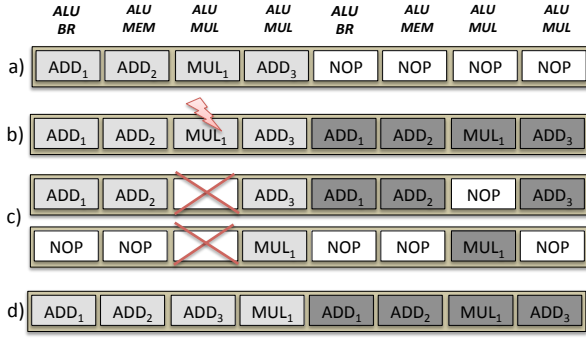 ALU ALU ALU ALU ALU ALU ALU ALU
BR MEM MUL MUL BR MEM MUL MUL
a) ADD₁ ADD₂ MUL₁ ADD₃ NOP NOP NOP NOP
b) ADD₁ ADD₂ MUL₁ ADD₃ ADD₁ ADD₂ MUL₁ ADD₃
ADD₁ ADD₂ ADD₃ ADD₁ ADD₂ NOP ADD₃
c)
NOP NOP MUL₁ NOP NOP MUL₁ NOP
d) ADD₁ ADD₂ ADD₃ MUL₁ ADD₁ ADD₂ MUL₁ ADD₃